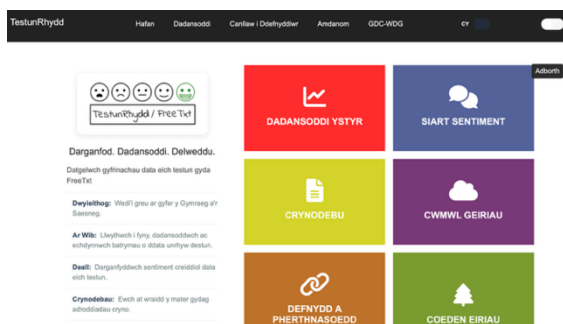 TestunRhydd
Hafan
Dadansoddi
Canllaw i Ddefnyddiwr
Amdanom
GDC-WDG
CY
Adborth
TestunRhydd / FreeTxt
Darganfod. Dadansoddi. Delweddu.
Datgelwch gyfrinachau data eich testun gyda
FreeTxt
Dwyieithog: Wedi'i greu ar gyfer y Gymraeg a'r
Saesneg.
Ar Wib: Llwythwch i fyny, dadansoddwch ac
echdynnwch batrymau o ddata unrhyw destun.
Deall: Darganfyddwch sentiment creiddiol data
eich testun.
Crynodebau: Ewch at wraidd y mater gydag
adroddiadau cryno.
DADANSODDI YSTYR
SIART SENTIMENT
CRYNODEBU
CWMWL GEIRIAU
DEFNYDD A
PHERTHNASOEDD
COEDEN EIRIAU